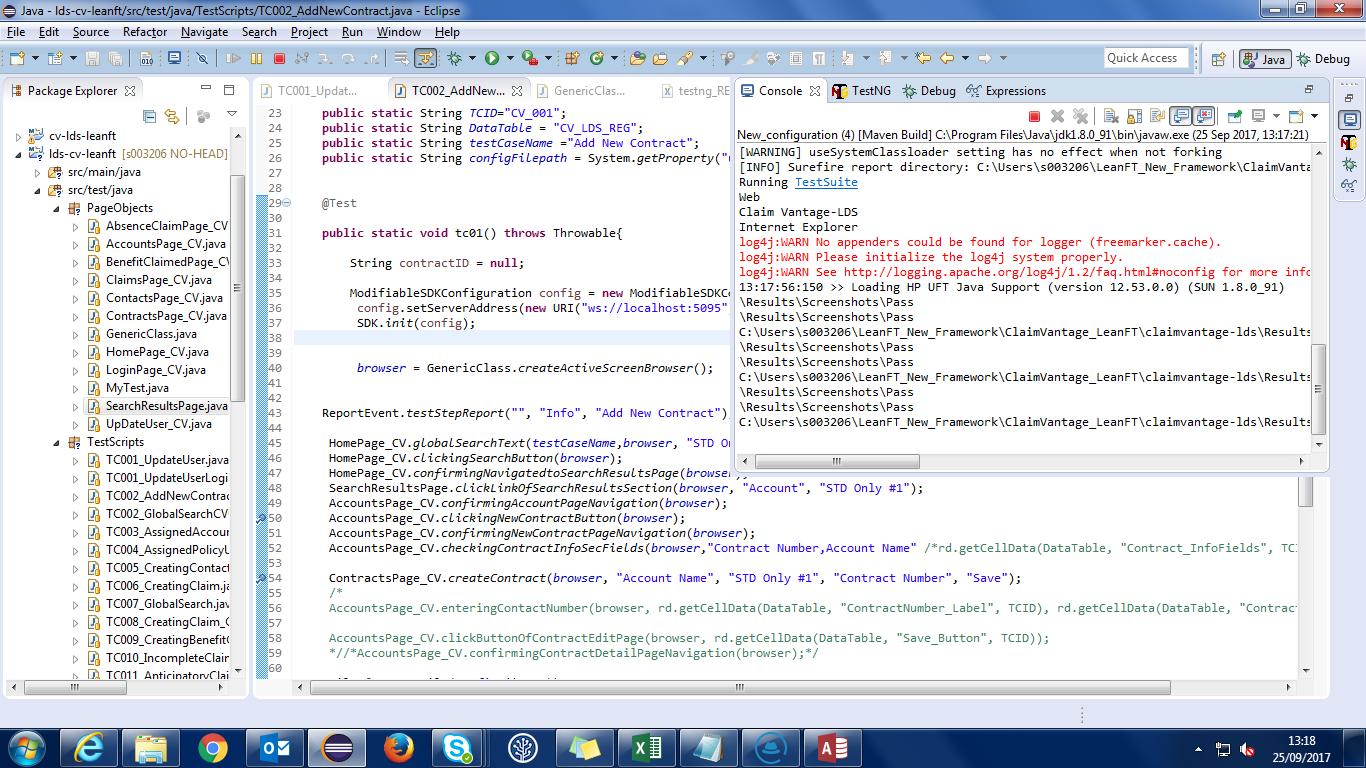 Java - lds-cv-leanft/src/test/java/TestScripts/TC002_AddNewContract.java - Eclipse
File Edit Source Refactor Navigate Search Project Run Window Help
Quick Access
Java
Debug
Package Explorer
cv-lds-leanft
lds-cv-leanft [s003206 NO-HEAD]
src/main/java
src/test/java
PageObjects
AbsenceClaimPage_CV
AccountsPage_CV.java
BenefitClaimedPage_C
ClaimsPage_CV.java
ContactsPage_CV.java
ContractsPage_CV.java
GenericClass.java
HomePage_CV.java
LoginPage_CV.java
MyTest.java
SearchResultsPage.java
UpDateUser_CV.java
TestScripts
TC001_UpdateUser.java
TC001_UpdateUserLogi
TC002_AddNewContrac
TC002_GlobalSearchCV
TC003_AssignedAccour
TC004_AssignedPolicyU
TC005_CreatingContact
TC006_CreatingClaim.ja
TC007_GlobalSearch.jav
TC008_CreatingClaim_C
TC009_CreatingBenefitC
TC010_IncompleteClain
TC011_AnticipatoryClai
TC001_Updat...
TC002_AddNew...
GenericClas...
testng_RE
23 public static String TCID="CV_001";
24 public static String DataTable = "CV_LDS_REG";
25 public static String testCaseName ="Add New Contract";
26 public static String configFilepath = System.getProperty("
27
28
29 @Test
30
31 public static void tc01() throws Throwable{
32
33 String contractID = null;
34
35 ModifiableSDKConfiguration config = new ModifiableSDKCo
36 config.setServerAddress(new URI("ws://localhost:5095"
37 SDK.init(config);
38
39
40 browser = GenericClass.createActiveScreenBrowser();
41
42
43 ReportEvent.testStepReport("", "Info", "Add New Contract");
44
45 HomePage_CV.globalSearchText(testCaseName,browser, "STD On
46 HomePage_CV.clickingSearchButton(browser);
47 HomePage_CV.confirmingNavigatedtoSearchResultsPage(browser);
48 SearchResultsPage.clickLinkOfSearchResultsSection(browser, "Account", "STD Only #1");
49 AccountsPage_CV.confirmingAccountPageNavigation(browser);
50 AccountsPage_CV.clickingNewContractButton(browser);
51 AccountsPage_CV.confirmingNewContractPageNavigation(browser);
52 AccountsPage_CV.checkingContractInfoSecFields(browser,"Contract Number,Account Name" /*rd.getCellData(DataTable, "Contract_InfoFields", TCI
53
54 ContractsPage_CV.createContract(browser, "Account Name", "STD Only #1", "Contract Number", "Save");
55 /*
56 AccountsPage_CV.enteringContactNumber(browser, rd.getCellData(DataTable, "ContractNumber_Label", TCID), rd.getCellData(DataTable, "Contrac
57
58 AccountsPage_CV.clickButtonOfContractEditPage(browser, rd.getCellData(DataTable, "Save_Button", TCID));
59 *//*AccountsPage_CV.confirmingContractDetailPageNavigation(browser);*/
60
Console
TestNG
Debug
Expressions
New_configuration (4) [Maven Build] C:\Program Files\Java\jdk1.8.0_91\bin\javaw.exe (25 Sep 2017, 13:17:21)
[WARNING] useSystemClassloader setting has no effect when not forking
[INFO] Surefire report directory: C:\Users\s003206\LeanFT_New_Framework\ClaimVanta
Running TestSuite
Web
Claim Vantage-LDS
Internet Explorer
log4j:WARN No appenders could be found for logger (freemarker.cache).
log4j:WARN Please initialize the log4j system properly.
log4j:WARN See http://logging.apache.org/log4j/1.2/faq.html#noconfig for more info
13:17:56:150 >> Loading HP UFT Java Support (version 12.53.0.0) (SUN 1.8.0_91)
\Results\Screenshots\Pass
\Results\Screenshots\Pass
C:\Users\s003206\LeanFT_New_Framework\ClaimVantage_LeanFT\claimvantage-lds\Results
\Results\Screenshots\Pass
\Results\Screenshots\Pass
C:\Users\s003206\LeanFT_New_Framework\ClaimVantage_LeanFT\claimvantage-lds\Results
\Results\Screenshots\Pass
\Results\Screenshots\Pass
C:\Users\s003206\LeanFT_New_Framework\ClaimVantage_LeanFT\claimvantage-lds\Results
13:18
25/09/2017